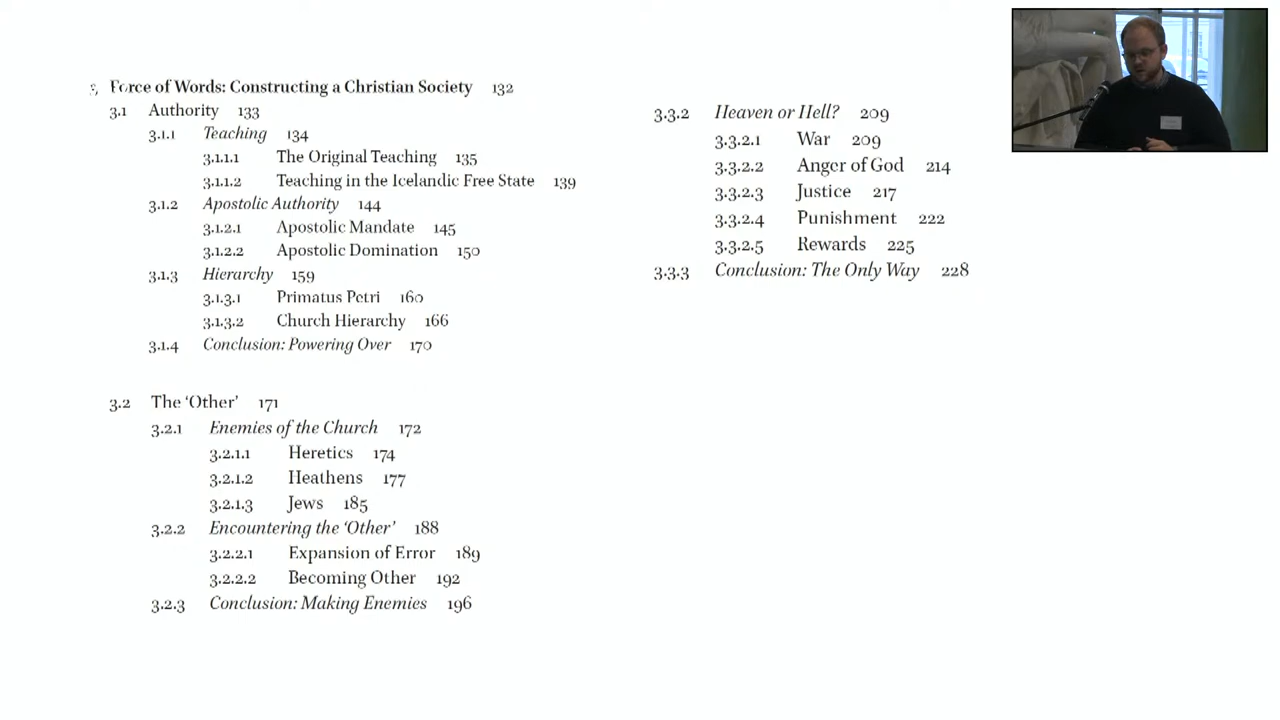 Force of Words: Constructing a Christian Society 132
3.1 Authority 133
3.1.1 Teaching 134
3.1.1.1 The Original Teaching 135
3.1.1.2 Teaching in the Icelandic Free State 139
3.1.2 Apostolic Authority 144
3.1.2.1 Apostolic Mandate 145
3.1.2.2 Apostolic Domination 150
3.1.3 Hierarchy 159
3.1.3.1 Primatus Petri 160
3.1.3.2 Church Hierarchy 166
3.1.4 Conclusion: Powering Over 170
3.2 The ‘Other’ 171
3.2.1 Enemies of the Church 172
3.2.1.1 Heretics 174
3.2.1.2 Heathens 177
3.2.1.3 Jews 185
3.2.2 Encountering the ‘Other’ 188
3.2.2.1 Expansion of Error 189
3.2.2.2 Becoming Other 192
3.2.3 Conclusion: Making Enemies 196
3.3.2 Heaven or Hell? 209
3.3.2.1 War 209
3.3.2.2 Anger of God 214
3.3.2.3 Justice 217
3.3.2.4 Punishment 222
3.3.2.5 Rewards 225
3.3.3 Conclusion: The Only Way 228